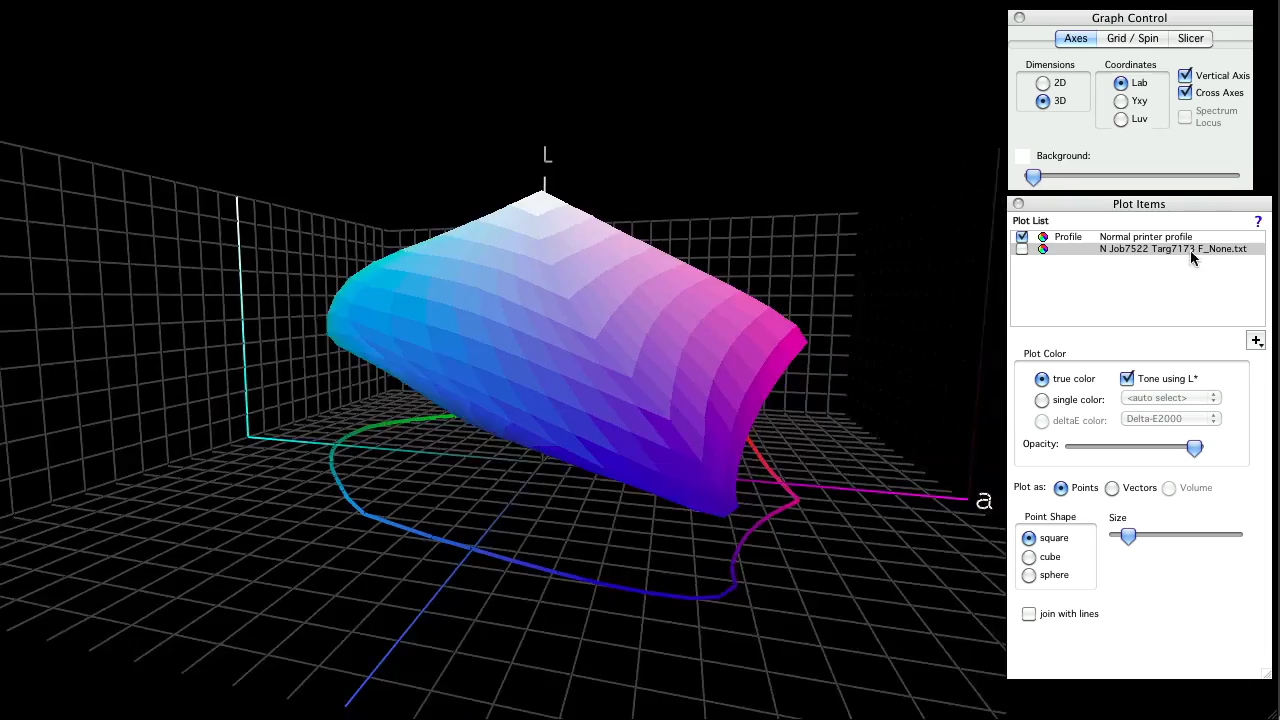 L
a
Graph Control
Axes
Grid / Spin
Slicer
Dimensions
2D
3D
Coordinates
Lab
Yxy
Luv
Vertical Axis
Cross Axes
Spectrum
Locus
Background:
Plot Items
Plot List
?
Profile Normal printer profile
N Job7522 Targ7173 F_None.txt
+
Plot Color
true color
Tone using L*
single color:
<auto select>
deltaE color:
Delta-E2000
Opacity:
Plot as:
Points
Vectors
Volume
Point Shape
square
cube
sphere
Size
join with lines